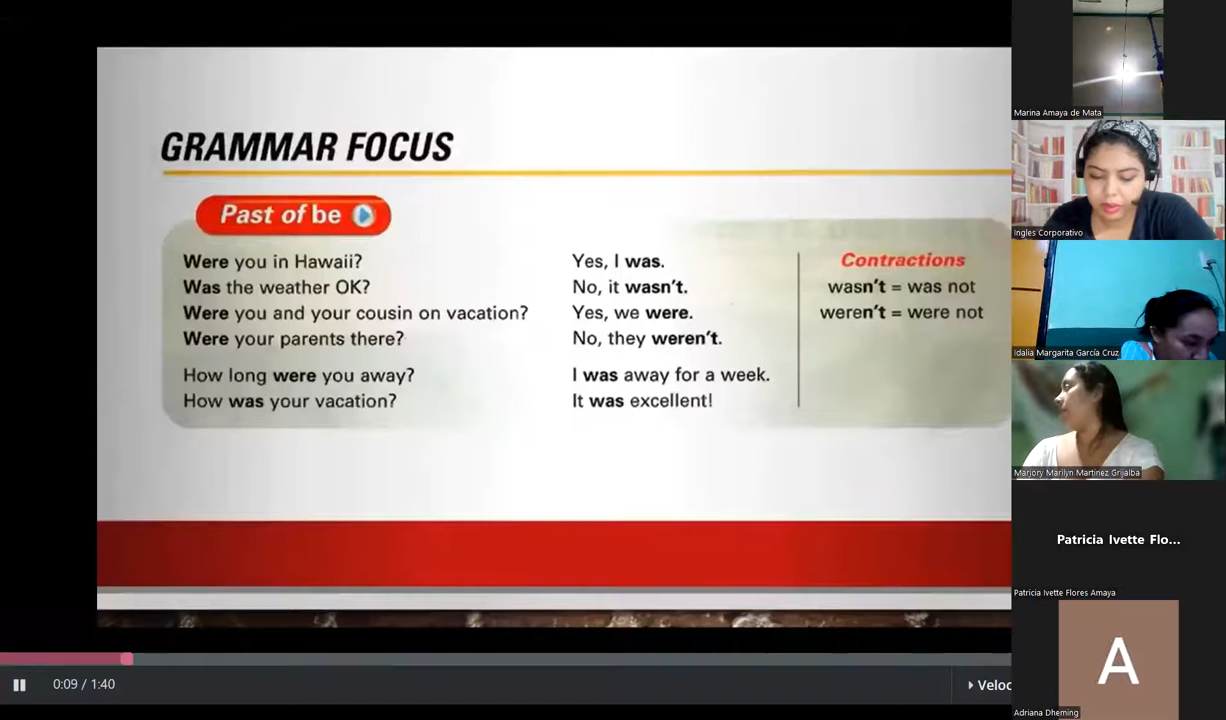 GRAMMAR FOCUS
Past of be
Were you in Hawaii? Yes, I was.
Was the weather OK? No, it wasn't.
Were you and your cousin on vacation? Yes, we were.
Were your parents there? No, they weren't.
How long were you away? I was away for a week.
How was your vacation? It was excellent!
Contractions
wasn't = was not
weren't = were not
0:09 / 1:40
Veloc
Marina Amaya de Mata
Ingles Corporativo
Idalia Margarita García Cruz
Marjory Marilyn Martinez Grijalba
Patricia Ivette Flo...
Patricia Ivette Flores Amaya
A
Adriana Dheming